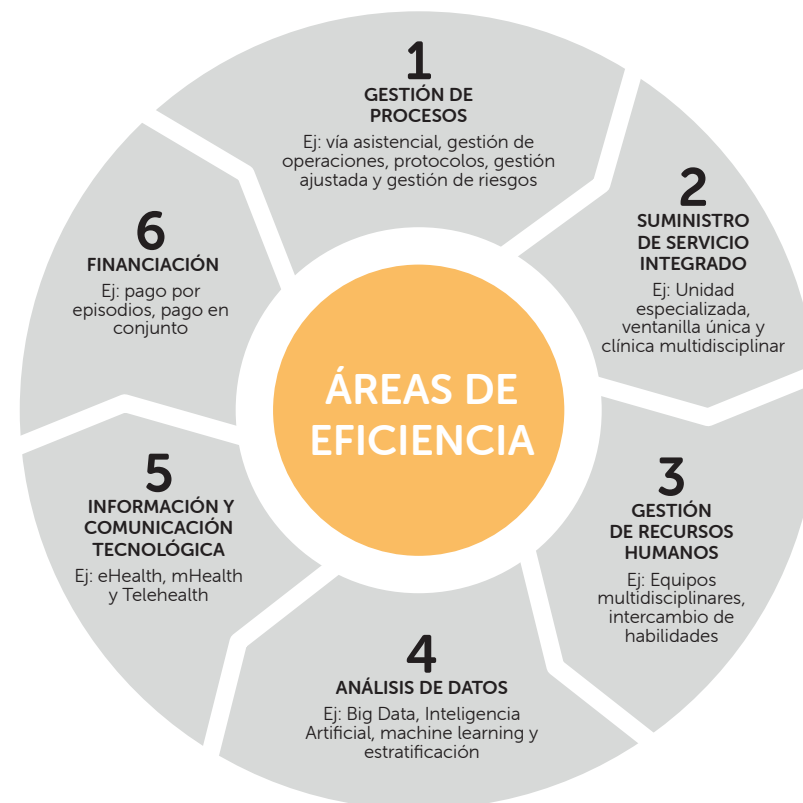 1
GESTIÓN DE
PROCESOS
Ej: vía asistencial, gestión de
operaciones, protocolos, gestión
ajustada y gestión de riesgos
2
SUMINISTRO
DE SERVICIO
INTEGRADO
Ej: Unidad
especializada,
ventanilla única y
clínica multidisciplinar
3
GESTIÓN
DE RECURSOS
HUMANOS
Ej: Equipos
multidisciplinares,
intercambio de
habilidades
4
ANÁLISIS DE DATOS
Ej: Big Data, Inteligencia
Artificial, machine learning y
estratificación
5
INFORMACIÓN Y
COMUNICACIÓN
TECNOLÓGICA
Ej: eHealth, mHealth
y Telehealth
6
FINANCIACIÓN
Ej: pago por
episodios, pago en
conjunto
ÁREAS DE
EFICIENCIA